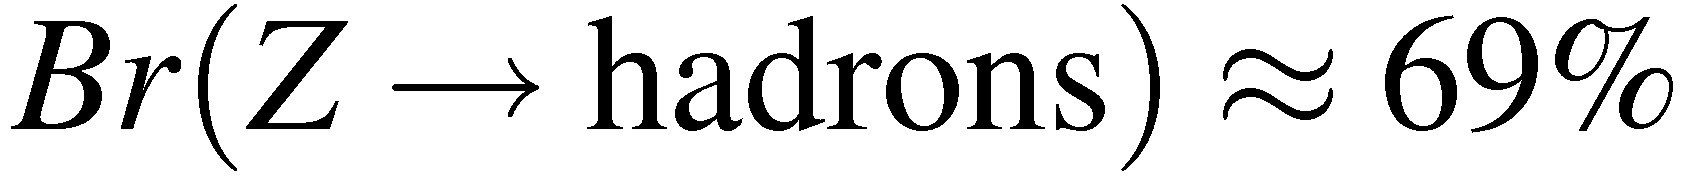 Br(Z ⟶ hadrons) ≈ 69%